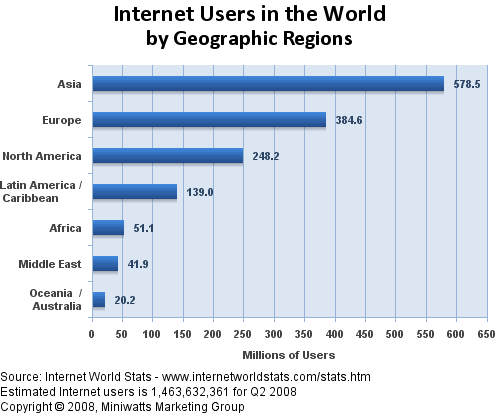 Internet Users in the World
by Geographic Regions
Asia 578.5
Europe 384.6
North America 248.2
Latin America /
Caribbean 139.0
Africa 51.1
Middle East 41.9
Oceania /
Australia 20.2
0 50 100 150 200 250 300 350 400 450 500 550 600 650
Millions of Users
Source: Internet World Stats - www.internetworldstats.com/stats.htm
Estimated Internet users is 1,463,632,361 for Q2 2008
Copyright © 2008, Miniwatts Marketing Group